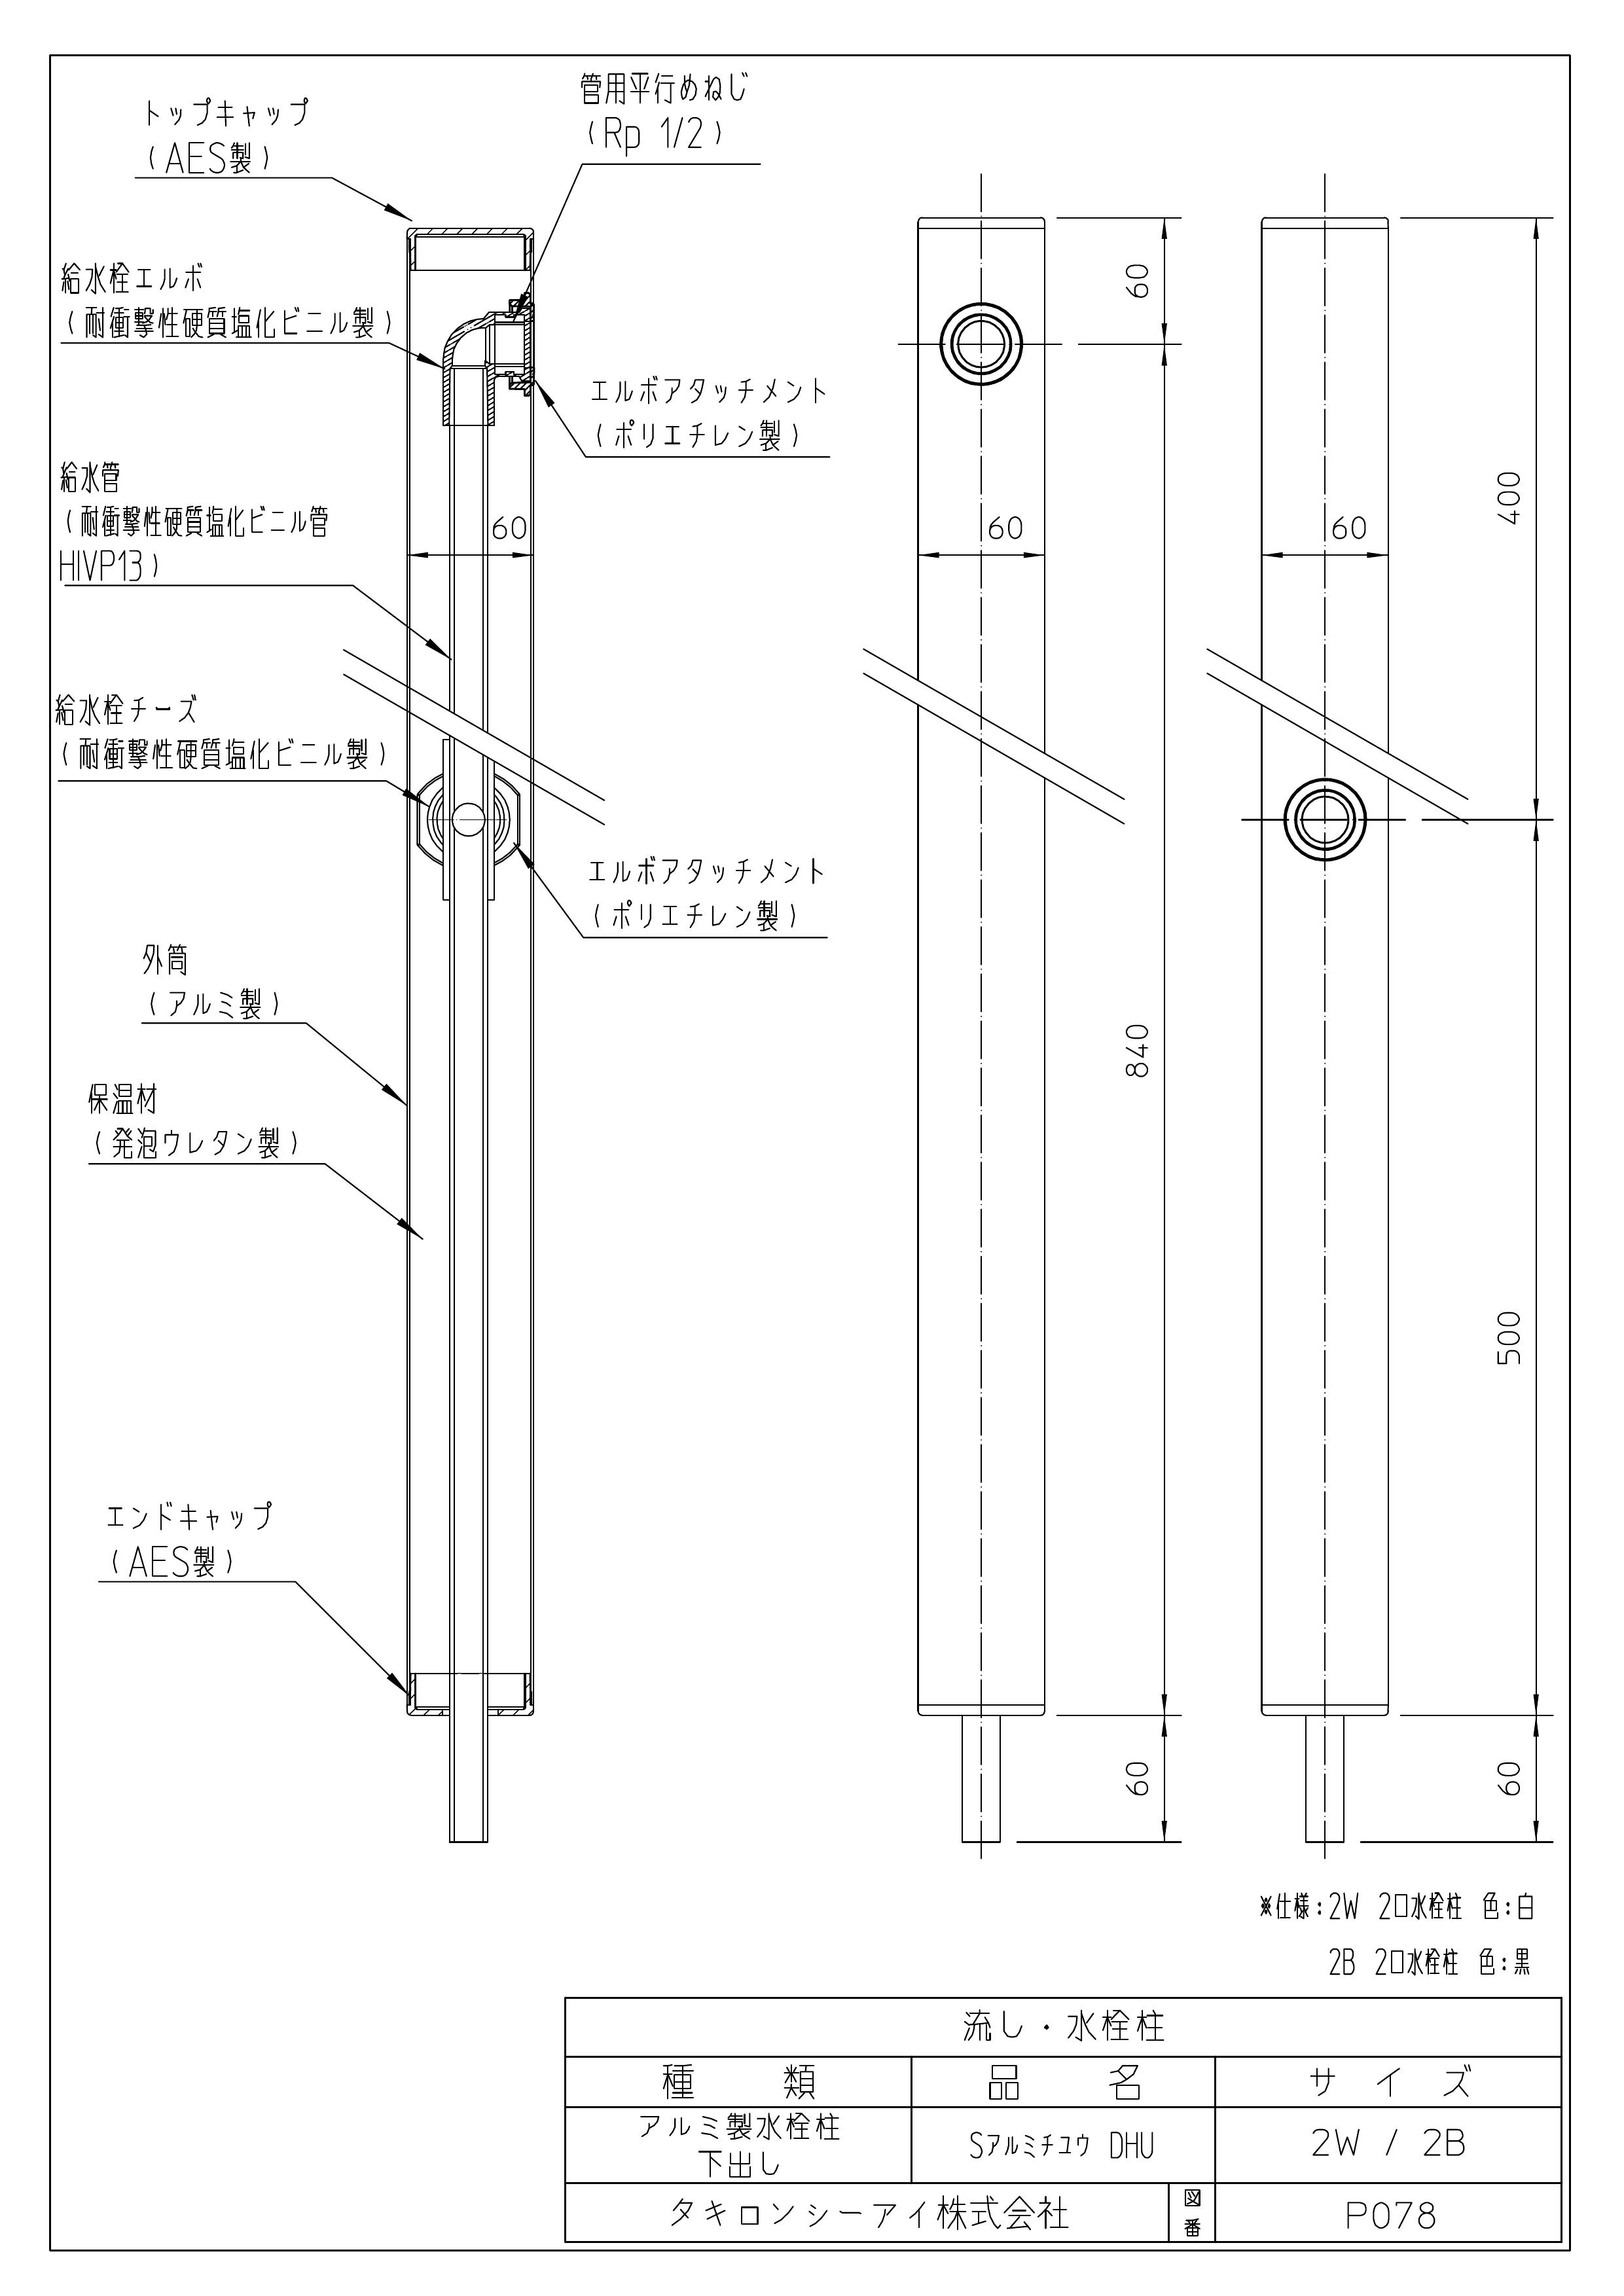 トップキャップ
(AES製)
管用平行めねじ
(Rp 1/2)
給水栓エルボ
(耐衝撃性硬質塩化ビニル製)
エルボアタッチメント
(ポリエチレン製)
給水管
(耐衝撃性硬質塩化ビニル管
HIVP13)
給水栓チーズ
(耐衝撃性硬質塩化ビニル製)
エルボアタッチメント
(ポリエチレン製)
外筒
(アルミ製)
保温材
(発泡ウレタン製)
エンドキャップ
(AES製)
60
60
60
60
840
60
400
500
60
※仕様:2W 2口水栓柱 色:白
2B 2口水栓柱 色:黒
流し・水栓柱
種類 品名 サイズ
アルミ製水栓柱
下出し
Sアルミチユウ DHU
2W / 2B
タキロンシーアイ株式会社
図番
P078